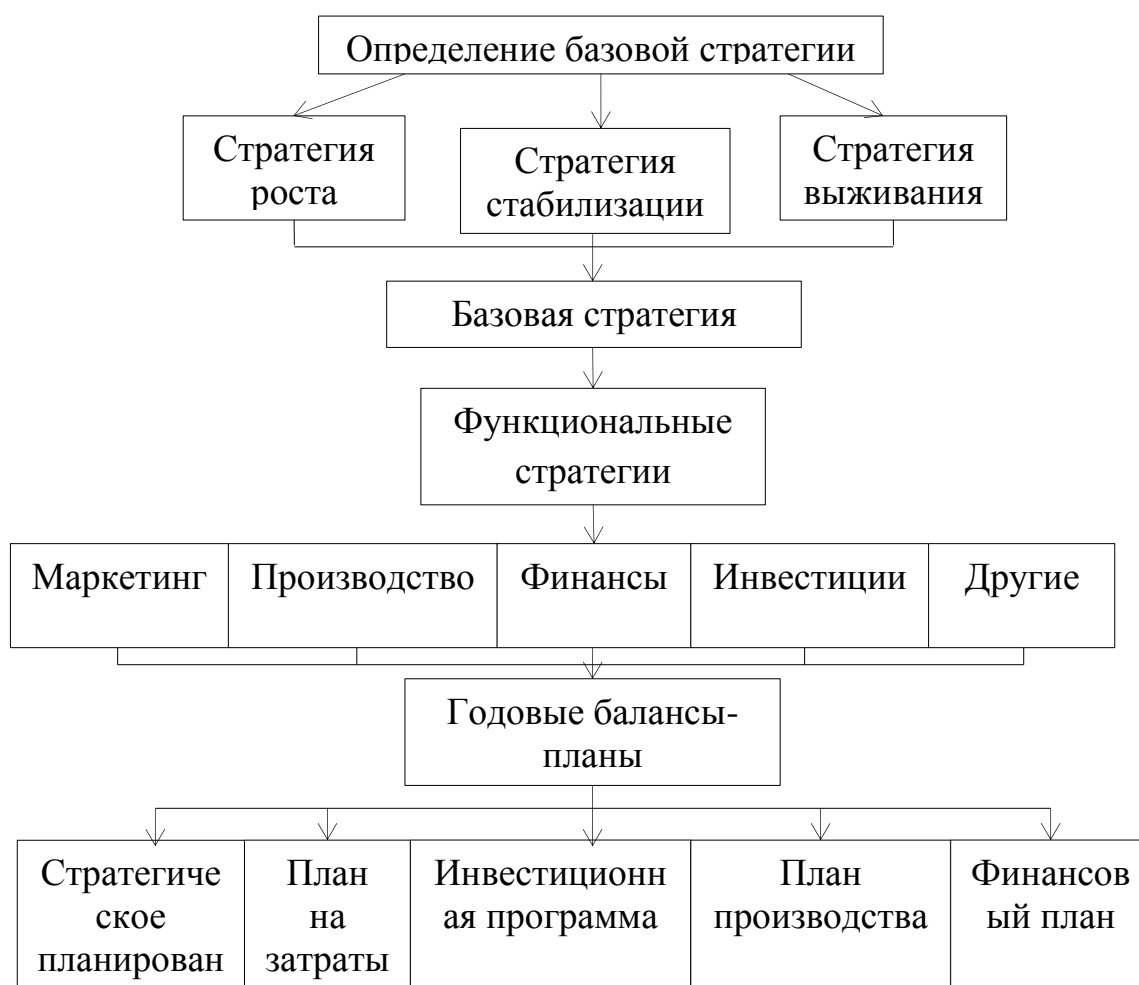 Определение базовой стратегии
Стратегия
роста
Стратегия
стабилизации
Стратегия
выживания
Базовая стратегия
Функциональные
стратегии
Маркетинг
Производство
Финансы
Инвестиции
Другие
Годовые балансы-
планы
Стратегиче
ское
планирован
План
на
затраты
Инвестиционн
ая программа
План
производства
Финансов
ый план